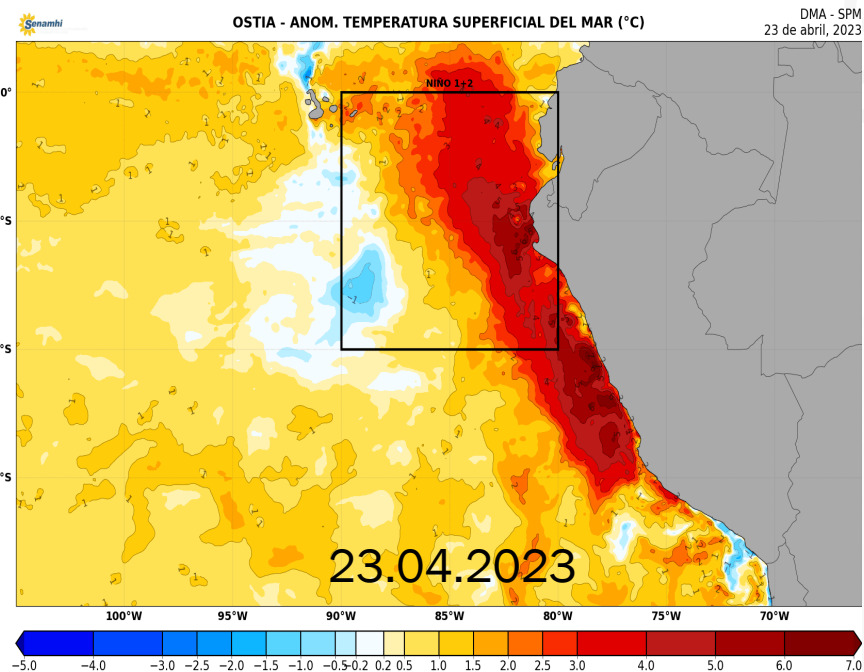 Senamhi
OSTIA - ANOM. TEMPERATURA SUPERFICIAL DEL MAR (°C)
DMA - SPM
23 de abril, 2023
NIÑO 1+2
0°
°S
°S
°S
23.04.2023
100°W 95°W 90°W 85°W 80°W 75°W 70°W
−5.0 −4.0 −3.0 −2.5 −2.0 −1.5 −1.0 −0.5 −0.2 0.2 0.5 1.0 1.5 2.0 2.5 3.0 4.0 5.0 6.0 7.0